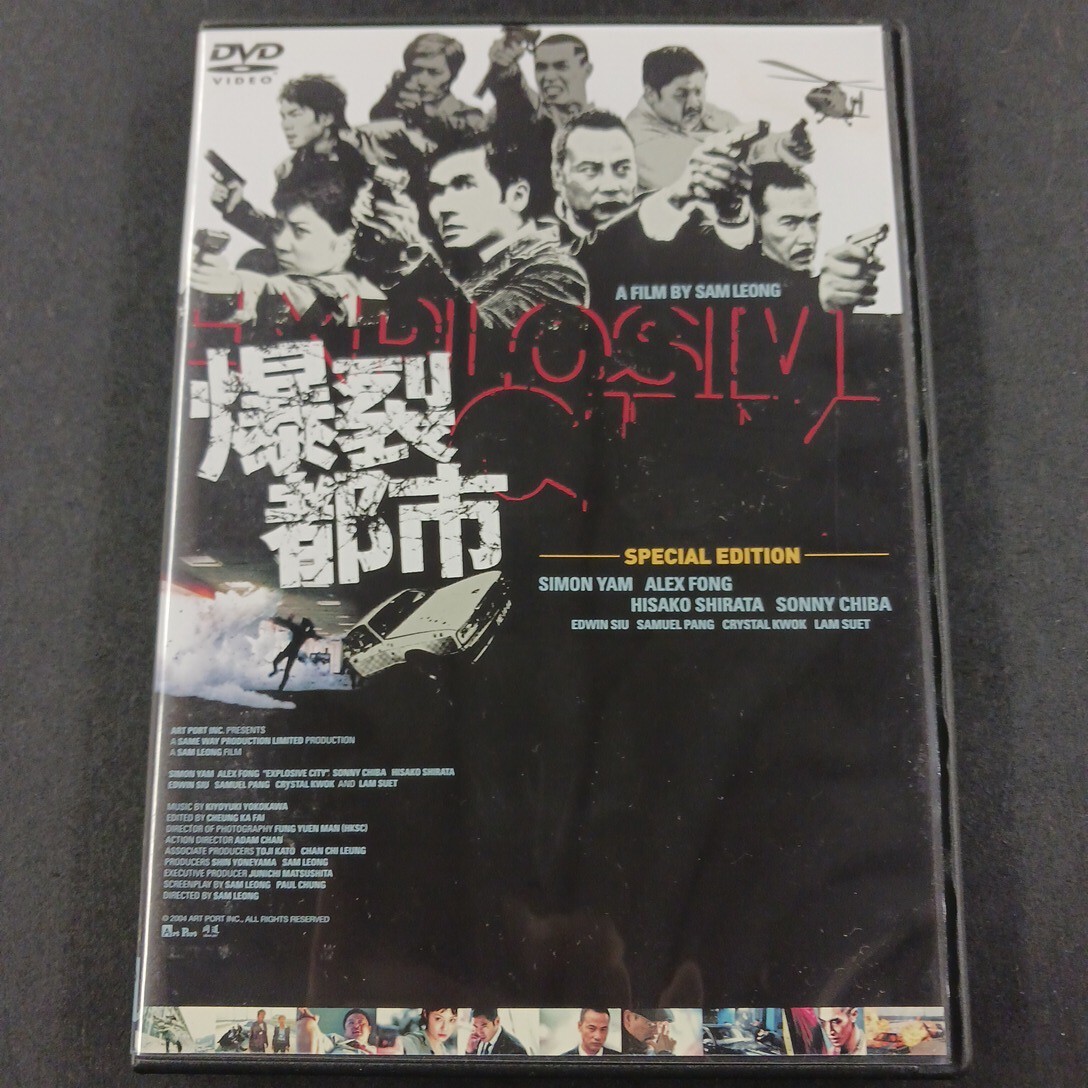 DVD
VIDEO
A FILM BY SAM LEONG
EXPLOSIVE
CITY
爆裂
都市
SPECIAL EDITION
SIMON YAM ALEX FONG
HISAKO SHIRATA SONNY CHIBA
EDWIN SIU SAMUEL PANG CRYSTAL KWOK LAM SUET
ART PORT INC. PRESENTS
A SAME WAY PRODUCTION LIMITED PRODUCTION
A SAM LEONG FILM
SIMON YAM ALEX FONG "EXPLOSIVE CITY" SONNY CHIBA HISAKO SHIRATA
EDWIN SIU SAMUEL PANG CRYSTAL KWOK AND LAM SUET
MUSIC BY KIYOYUKI YOKOKAWA
EDITED BY CHEUNG KA FAI
DIRECTOR OF PHOTOGRAPHY FUNG YUEN MAN (HKSC)
ACTION DIRECTOR ADAM CHAN
ASSOCIATE PRODUCERS TOJI KATO CHAN CHI LEUNG
PRODUCERS SHIN YONEYAMA SAM LEONG
EXECUTIVE PRODUCER JUNICHI MATSUSHITA
SCREENPLAY BY SAM LEONG PAUL CHUNG
DIRECTED BY SAM LEONG
© 2004 ART PORT INC., ALL RIGHTS RESERVED